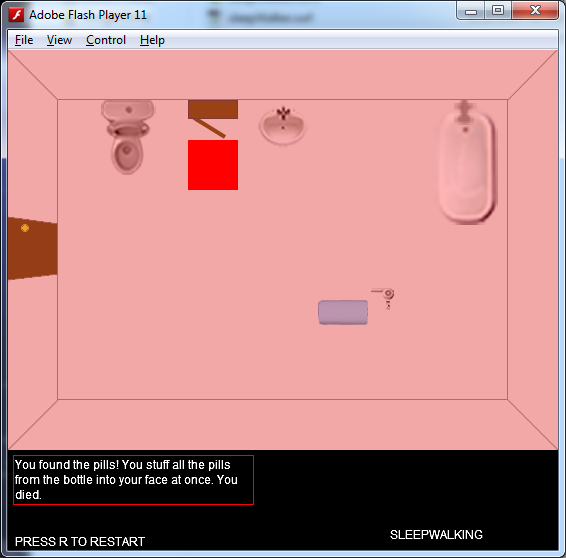 Adobe Flash Player 11
File View Control Help
You found the pills! You stuff all the pills
from the bottle into your face at once. You
died.
PRESS R TO RESTART
SLEEPWALKING